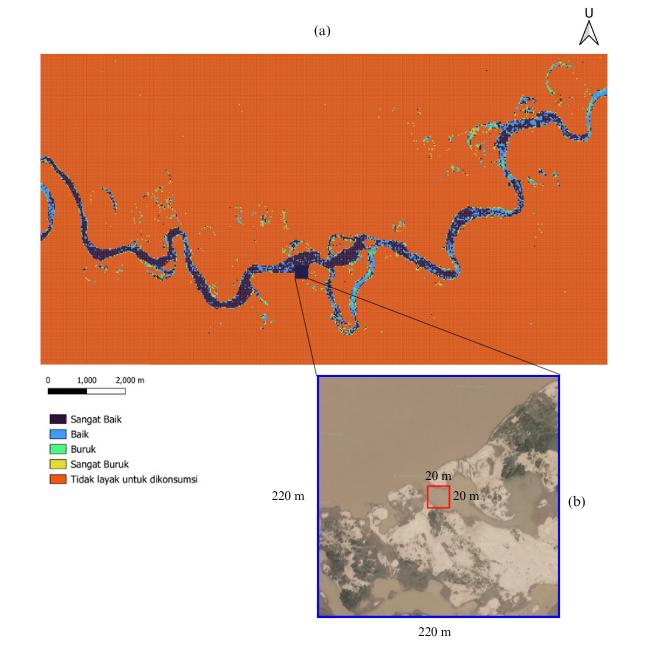 U
(a)
0 1,000 2,000 m
Sangat Baik
Baik
Buruk
Sangat Buruk
Tidak layak untuk dikonsumsi
20 m
20 m
220 m
(b)
220 m